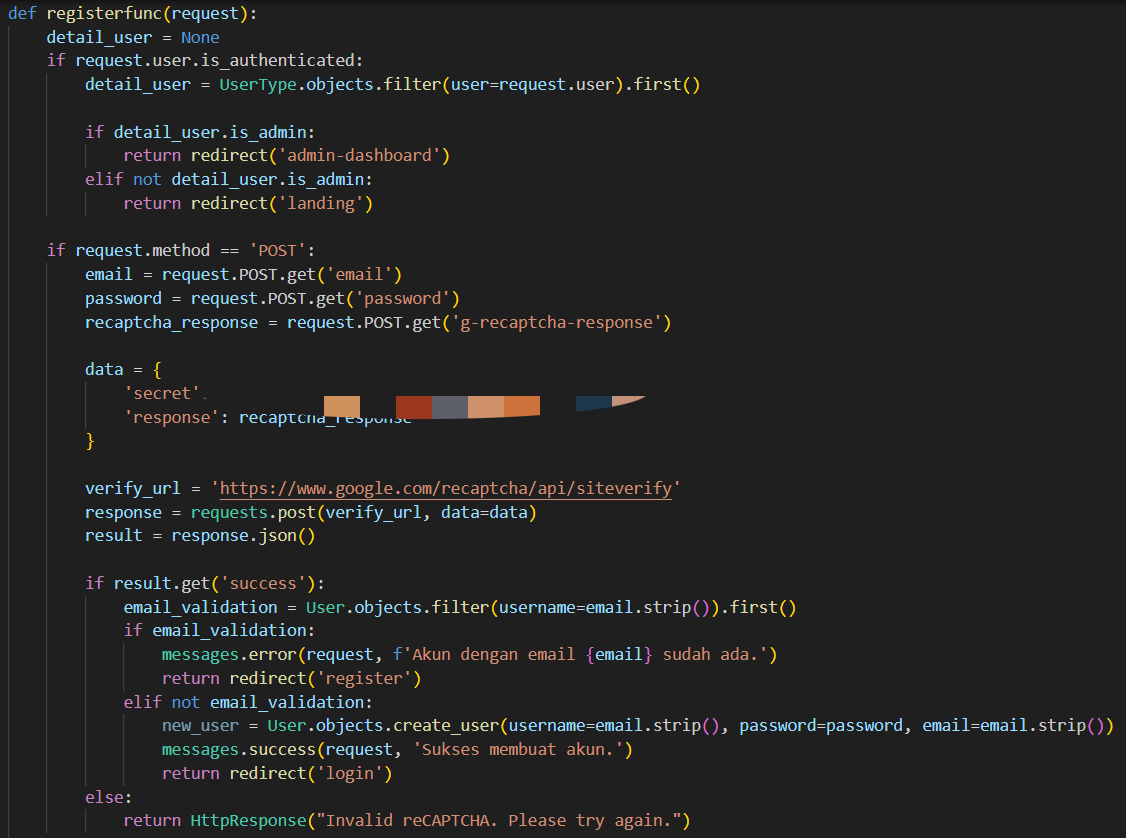 def registerfunc(request):
    detail_user = None
    if request.user.is_authenticated:
        detail_user = UserType.objects.filter(user=request.user).first()

        if detail_user.is_admin:
            return redirect('admin-dashboard')
        elif not detail_user.is_admin:
            return redirect('landing')

    if request.method == 'POST':
        email = request.POST.get('email')
        password = request.POST.get('password')
        recaptcha_response = request.POST.get('g-recaptcha-response')

        data = {
            'secret'
            'response': recaptcha_response
        }

        verify_url = 'https://www.google.com/recaptcha/api/siteverify'
        response = requests.post(verify_url, data=data)
        result = response.json()

        if result.get('success'):
            email_validation = User.objects.filter(username=email.strip()).first()
            if email_validation:
                messages.error(request, f'Akun dengan email {email} sudah ada.')
                return redirect('register')
            elif not email_validation:
                new_user = User.objects.create_user(username=email.strip(), password=password, email=email.strip())
                messages.success(request, 'Sukses membuat akun.')
                return redirect('login')
        else:
            return HttpResponse("Invalid reCAPTCHA. Please try again.")